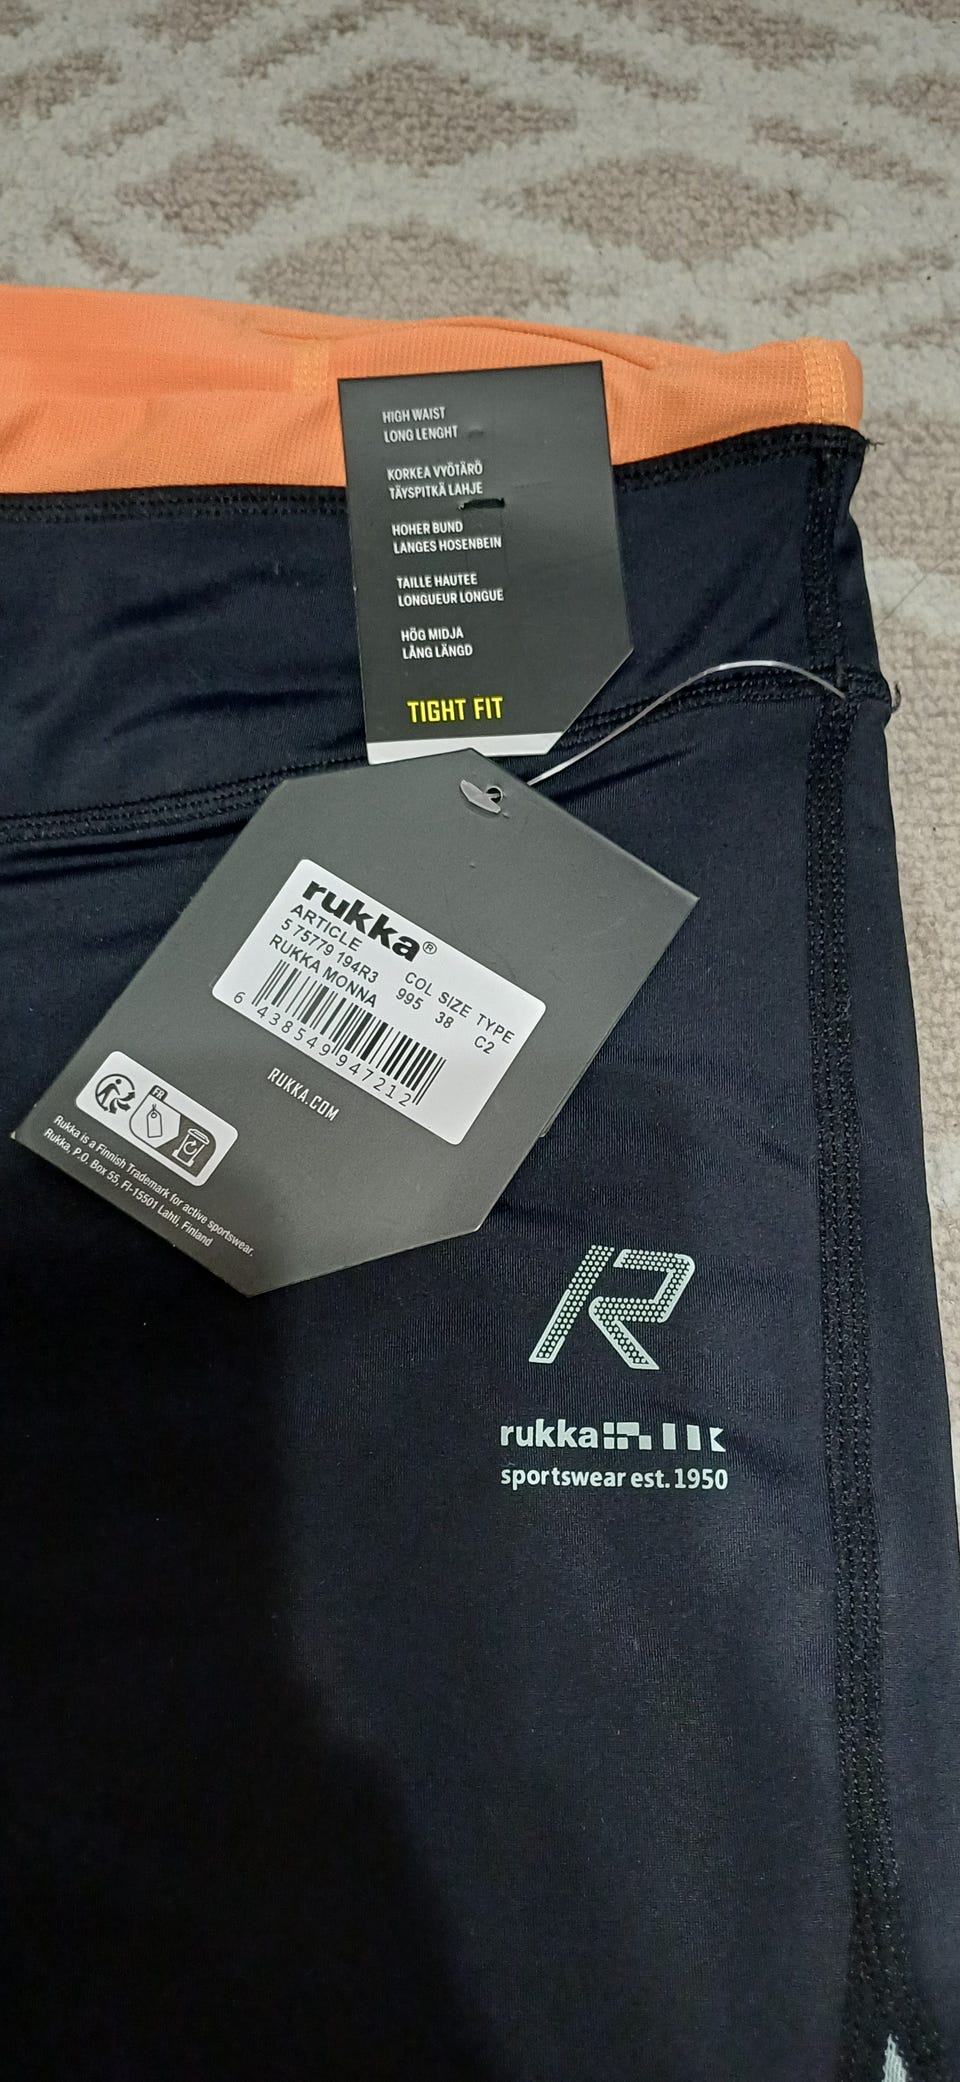 HIGH WAIST
LONG LENGHT
KORKEA VYÖTÄRÖ
TÄYSPITKÄ LAHJE
HOHER BUND
LANGES HOSENBEIN
TAILLE HAUTEE
LONGUEUR LONGUE
HÖG MIDJA
LÅNG LÄNGD
TIGHT FIT
rukka®
ARTICLE COL SIZE TYPE
5 75779 194R3 995 38 C2
RUKKA MONNA
6 438549 947212
RUKKA.COM
FR
Rukka is a Finnish Trademark for active sportswear.
Rukka, P.O. Box 55, FI-15501 Lahti, Finland
R
rukka
sportswear est. 1950